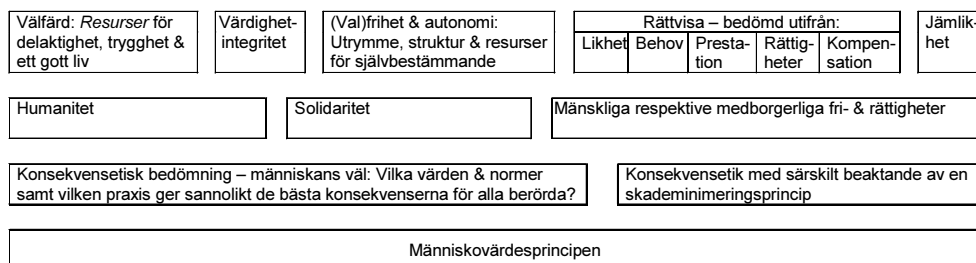 Välfärd: Resurser för
delaktighet, trygghet &
ett gott liv
Värdighet-
integritet
(Val)frihet & autonomi:
Utrymme, struktur & resurser
för självbestämmande
Rättvisa – bedömd utifrån:
Likhet
Behov
Presta-
tion
Rättig-
heter
Kompen-
sation
Jämlik-
het
Humanitet
Solidaritet
Mänskliga respektive medborgerliga fri- & rättigheter
Konsekvensetisk bedömning – människans väl: Vilka värden & normer
samt vilken praxis ger sannolikt de bästa konsekvenserna för alla berörda?
Konsekvensetik med särskilt beaktande av en
skademinimeringsprincip
Människovärdesprincipen